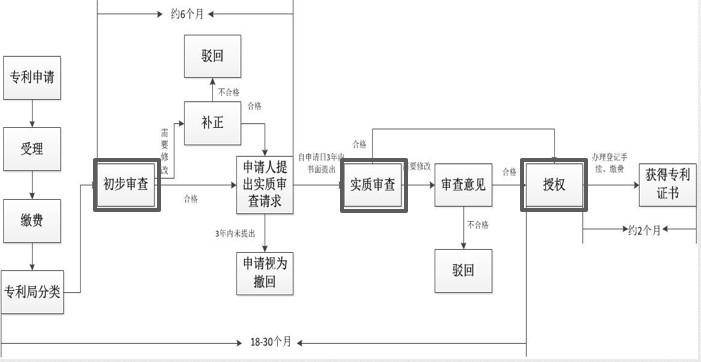 约6个月
专利申请
受理
缴费
专利局分类
初步审查
需要修改
驳回
不合格
补正
合格
合格
申请人提
出实质审
查请求
3年内未提出
申请视为
撤回
自申请日3年内
书面提出
实质审查
合格
需要修改
审查意见
不合格
驳回
合格
授权
办理登记手
续、缴费
获得专利
证书
约2个月
18-30个月